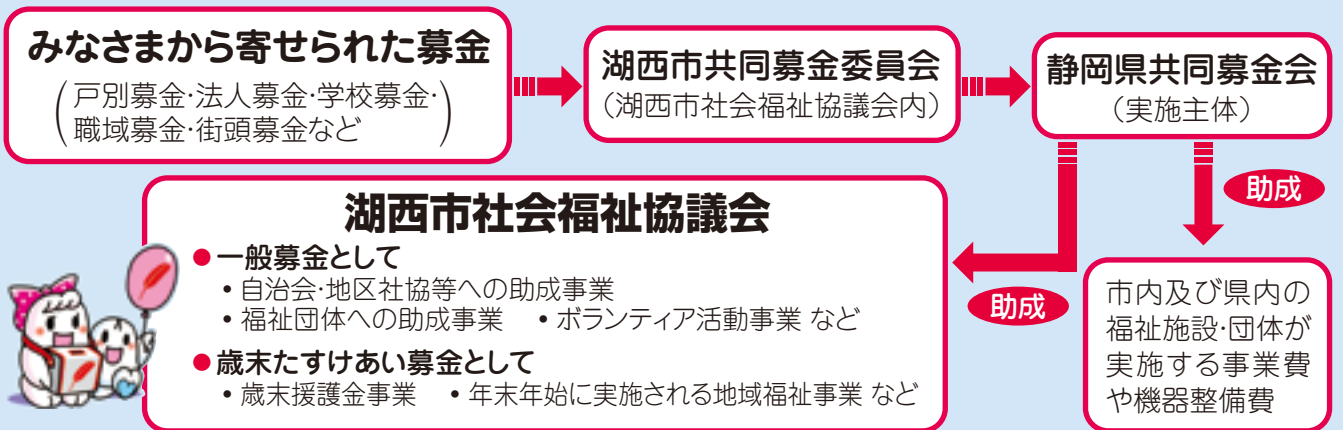 みなさまから寄せられた募金
(戸別募金・法人募金・学校募金・
職域募金・街頭募金など)
湖西市共同募金委員会
(湖西市社会福祉協議会内)
静岡県共同募金会
(実施主体)
助成
助成
湖西市社会福祉協議会
●一般募金として
•自治会・地区社協等への助成事業
•福祉団体への助成事業 •ボランティア活動事業 など
●歳末たすけあい募金として
•歳末援護金事業 •年末年始に実施される地域福祉事業 など
市内及び県内の
福祉施設・団体が
実施する事業費
や機器整備費